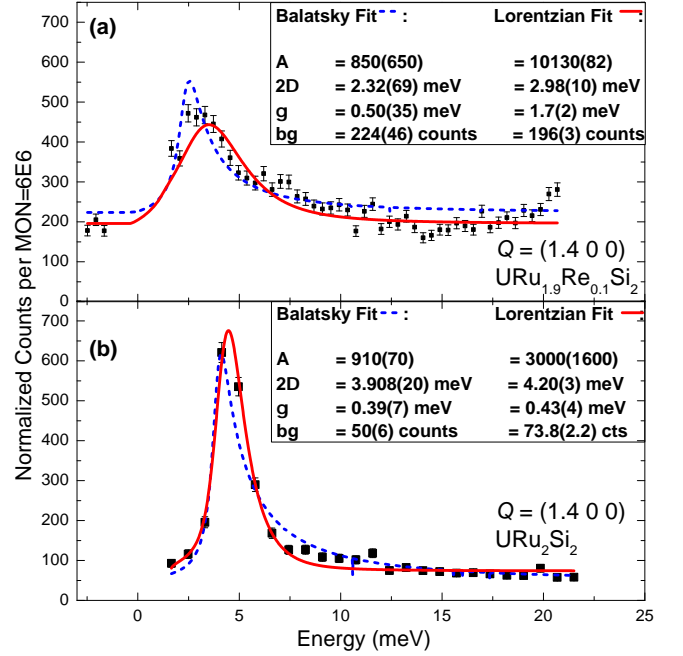 (a)
Balatsky Fit : Lorentzian Fit :
A = 850(650) = 10130(82)
2D = 2.32(69) meV = 2.98(10) meV
g = 0.50(35) meV = 1.7(2) meV
bg = 224(46) counts = 196(3) counts
700
600
500
400
300
200
100
0
Q = (1.4 0 0)
URu1.9Re0.1Si2
Normalized Counts per MON=6E6
(b)
Balatsky Fit : Lorentzian Fit :
A = 910(70) = 3000(1600)
2D = 3.908(20) meV = 4.20(3) meV
g = 0.39(7) meV = 0.43(4) meV
bg = 50(6) counts = 73.8(2.2) cts
700
600
500
400
300
200
100
0
Q = (1.4 0 0)
URu2Si2
0 5 10 15 20 25
Energy (meV)